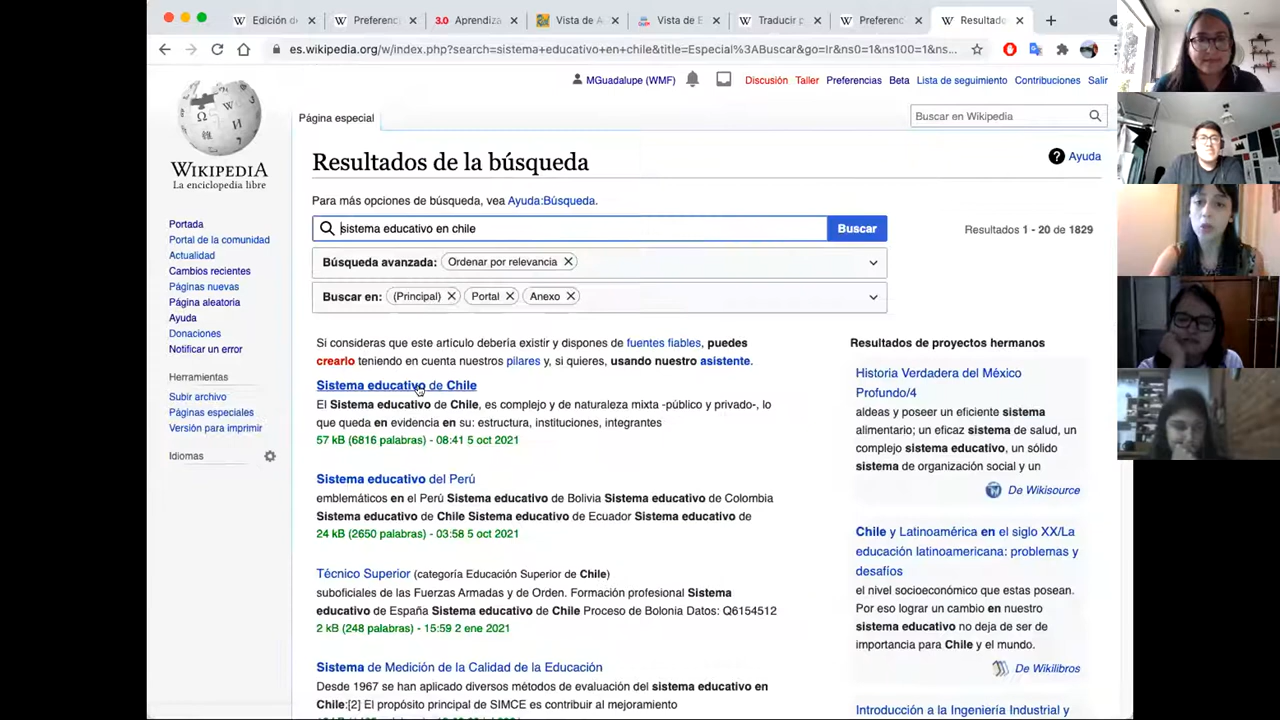 Edición de
Preferenc
3.0 Aprendiza
Vista de A
Vista de E
Traducir p
Preferenc
Resultado
es.wikipedia.org/w/index.php?search=sistema+educativo+en+chile&title=Especial%3ABuscar&go=Ir&ns0=1&ns100=1&ns...
MGuadalupe (WMF) Discusión Taller Preferencias Beta Lista de seguimiento Contribuciones Salir
WIKIPEDIA
La enciclopedia libre
Portada
Portal de la comunidad
Actualidad
Cambios recientes
Páginas nuevas
Página aleatoria
Ayuda
Donaciones
Notificar un error
Herramientas
Subir archivo
Páginas especiales
Versión para imprimir
Idiomas
Página especial
Buscar en Wikipedia
Resultados de la búsqueda
Ayuda
Para más opciones de búsqueda, vea Ayuda:Búsqueda.
sistema educativo en chile
Buscar
Resultados 1 - 20 de 1829
Búsqueda avanzada: Ordenar por relevancia
Buscar en: (Principal) Portal Anexo
Si consideras que este artículo debería existir y dispones de fuentes fiables, puedes
crearlo teniendo en cuenta nuestros pilares y, si quieres, usando nuestro asistente.
Sistema educativo de Chile
El Sistema educativo de Chile, es complejo y de naturaleza mixta -público y privado-, lo
que queda en evidencia en su: estructura, instituciones, integrantes
57 kB (6816 palabras) - 08:41 5 oct 2021
Sistema educativo del Perú
emblemáticos en el Perú Sistema educativo de Bolivia Sistema educativo de Colombia
Sistema educativo de Chile Sistema educativo de Ecuador Sistema educativo de
24 kB (2650 palabras) - 03:58 5 oct 2021
Técnico Superior (categoría Educación Superior de Chile)
suboficiales de las Fuerzas Armadas y de Orden. Formación profesional Sistema
educativo de España Sistema educativo de Chile Proceso de Bolonia Datos: Q6154512
2 kB (248 palabras) - 15:59 2 ene 2021
Sistema de Medición de la Calidad de la Educación
Desde 1967 se han aplicado diversos métodos de evaluación del sistema educativo en
Chile:[2] El propósito principal de SIMCE es contribuir al mejoramiento
Resultados de proyectos hermanos
Historia Verdadera del México
Profundo/4
aldeas y poseer un eficiente sistema
alimentario; un eficaz sistema de salud, un
complejo sistema educativo, un sólido
sistema de organización social y un
De Wikisource
Chile y Latinoamérica en el siglo XX/La
educación latinoamericana: problemas y
desafíos
el nivel socioeconómico que estas posean.
Por eso lograr un cambio en nuestro
sistema educativo no deja de ser de
importancia para Chile y el mundo.
De Wikilibros
Introducción a la Ingeniería Industrial y